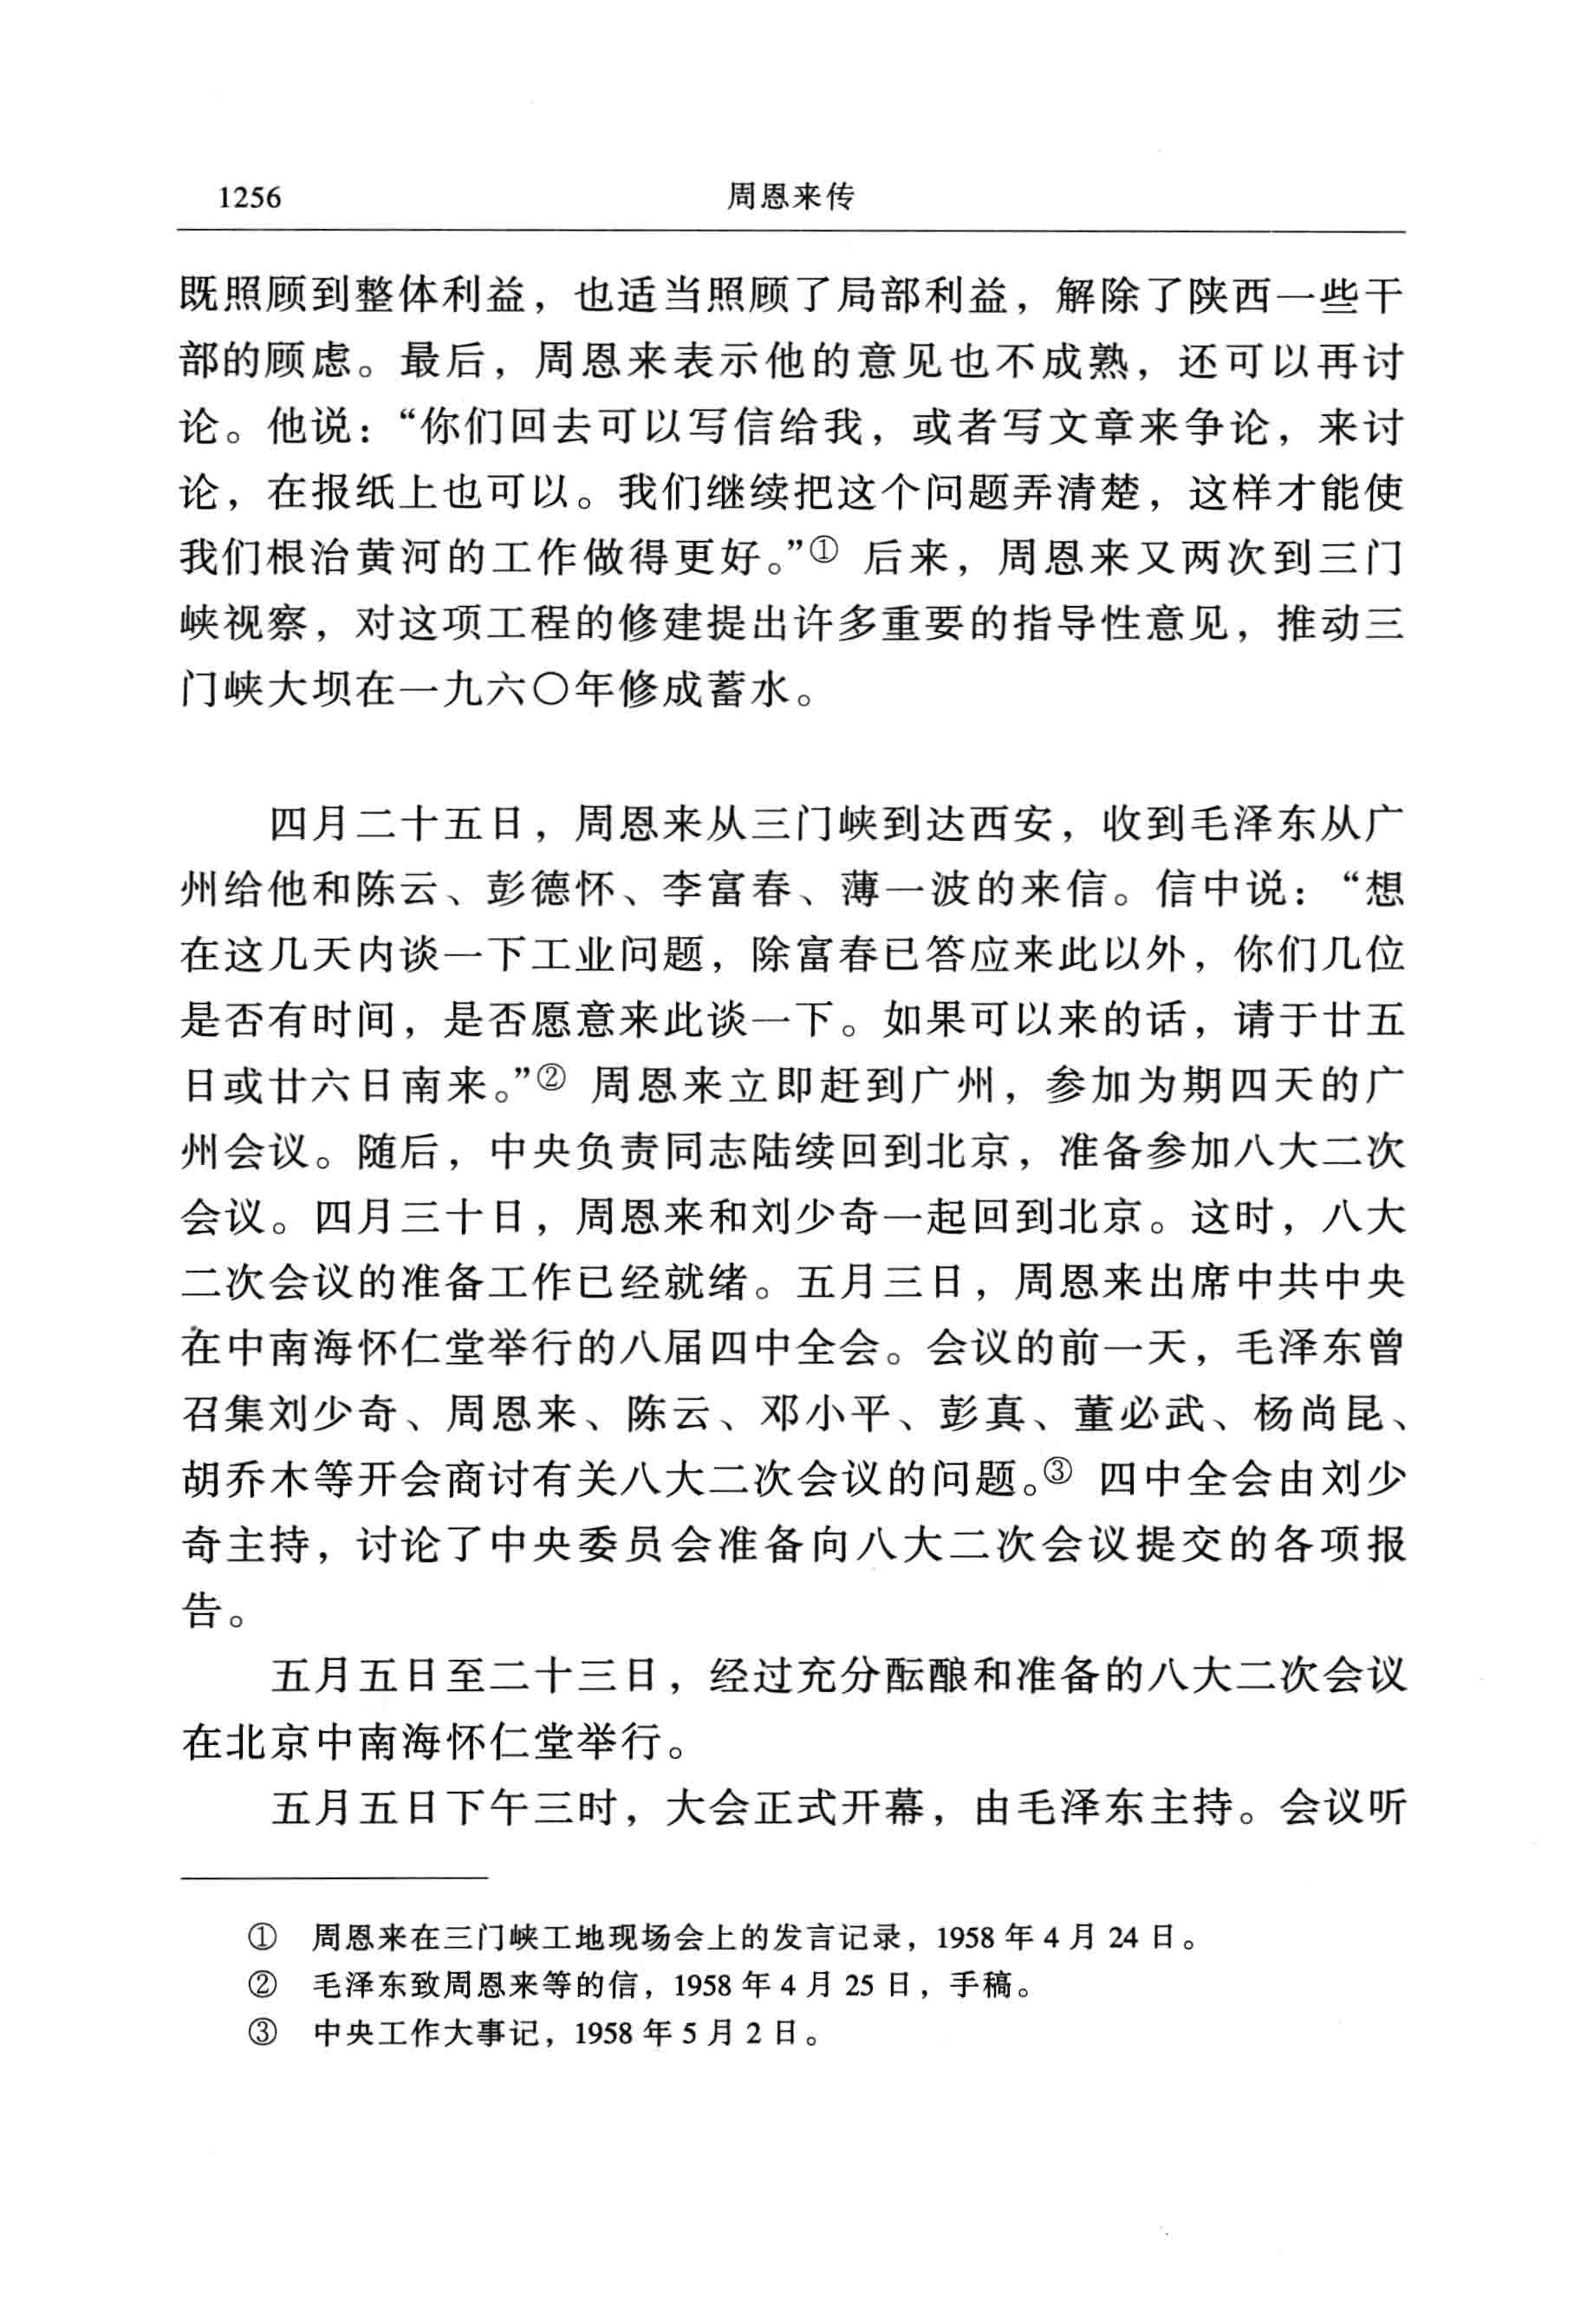 1256
周恩来传
既照顾到整体利益，也适当照顾了局部利益，解除了陕西一些干
部的顾虑。最后，周恩来表示他的意见也不成熟，还可以再讨
论。他说：“你们回去可以写信给我，或者写文章来争论，来讨
论，在报纸上也可以。我们继续把这个问题弄清楚，这样才能使
我们根治黄河的工作做得更好。”① 后来，周恩来又两次到三门
峡视察，对这项工程的修建提出许多重要的指导性意见，推动三
门峡大坝在一九六〇年修成蓄水。
四月二十五日，周恩来从三门峡到达西安，收到毛泽东从广
州给他和陈云、彭德怀、李富春、薄一波的来信。信中说：“想
在这几天内谈一下工业问题，除富春已答应来此以外，你们几位
是否有时间，是否愿意来此谈一下。如果可以来的话，请于廿五
日或廿六日南来。”② 周恩来立即赶到广州，参加为期四天的广
州会议。随后，中央负责同志陆续回到北京，准备参加八大二次
会议。四月三十日，周恩来和刘少奇一起回到北京。这时，八大
二次会议的准备工作已经就绪。五月三日，周恩来出席中共中央
在中南海怀仁堂举行的八届四中全会。会议的前一天，毛泽东曾
召集刘少奇、周恩来、陈云、邓小平、彭真、董必武、杨尚昆、
胡乔木等开会商讨有关八大二次会议的问题。③ 四中全会由刘少
奇主持，讨论了中央委员会准备向八大二次会议提交的各项报
告。
五月五日至二十三日，经过充分酝酿和准备的八大二次会议
在北京中南海怀仁堂举行。
五月五日下午三时，大会正式开幕，由毛泽东主持。会议听
① 周恩来在三门峡工地现场会上的发言记录，1958 年 4 月 24 日。
② 毛泽东致周恩来等的信，1958 年 4 月 25 日，手稿。
③ 中央工作大事记，1958 年 5 月 2 日。